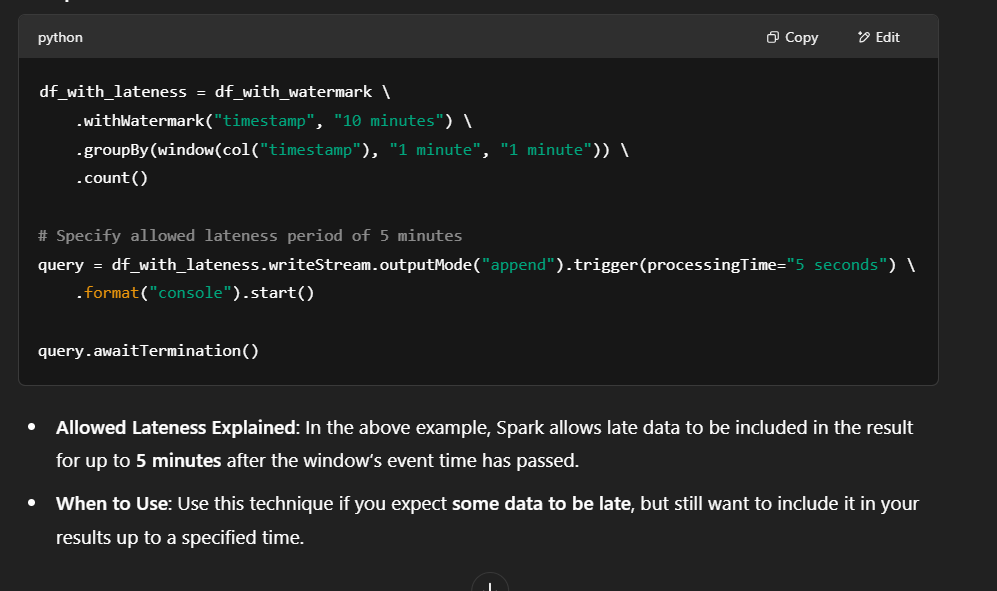 python
Copy
Edit
df_with_lateness = df_with_watermark \
    .withWatermark("timestamp", "10 minutes") \
    .groupBy(window(col("timestamp"), "1 minute", "1 minute")) \
    .count()
# Specify allowed lateness period of 5 minutes
query = df_with_lateness.writeStream.outputMode("append").trigger(processingTime="5 seconds") \
    .format("console").start()
query.awaitTermination()
• Allowed Lateness Explained: In the above example, Spark allows late data to be included in the result
for up to 5 minutes after the window’s event time has passed.
• When to Use: Use this technique if you expect some data to be late, but still want to include it in your
results up to a specified time.